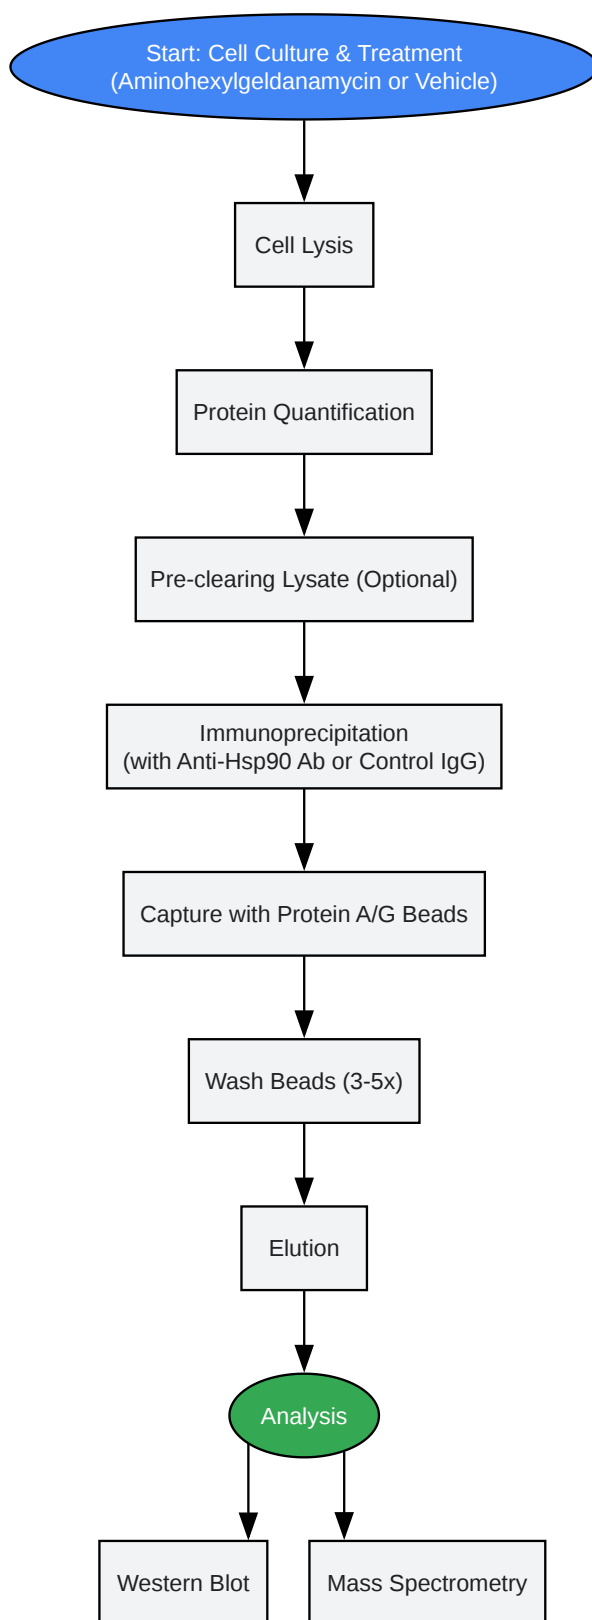 Start: Cell Culture & Treatment
(Aminohexylgeldanamycin or Vehicle)
Cell Lysis
Protein Quantification
Pre-clearing Lysate (Optional)
Immunoprecipitation
(with Anti-Hsp90 Ab or Control IgG)
Capture with Protein A/G Beads
Wash Beads (3-5x)
Elution
Analysis
Western Blot
Mass Spectrometry